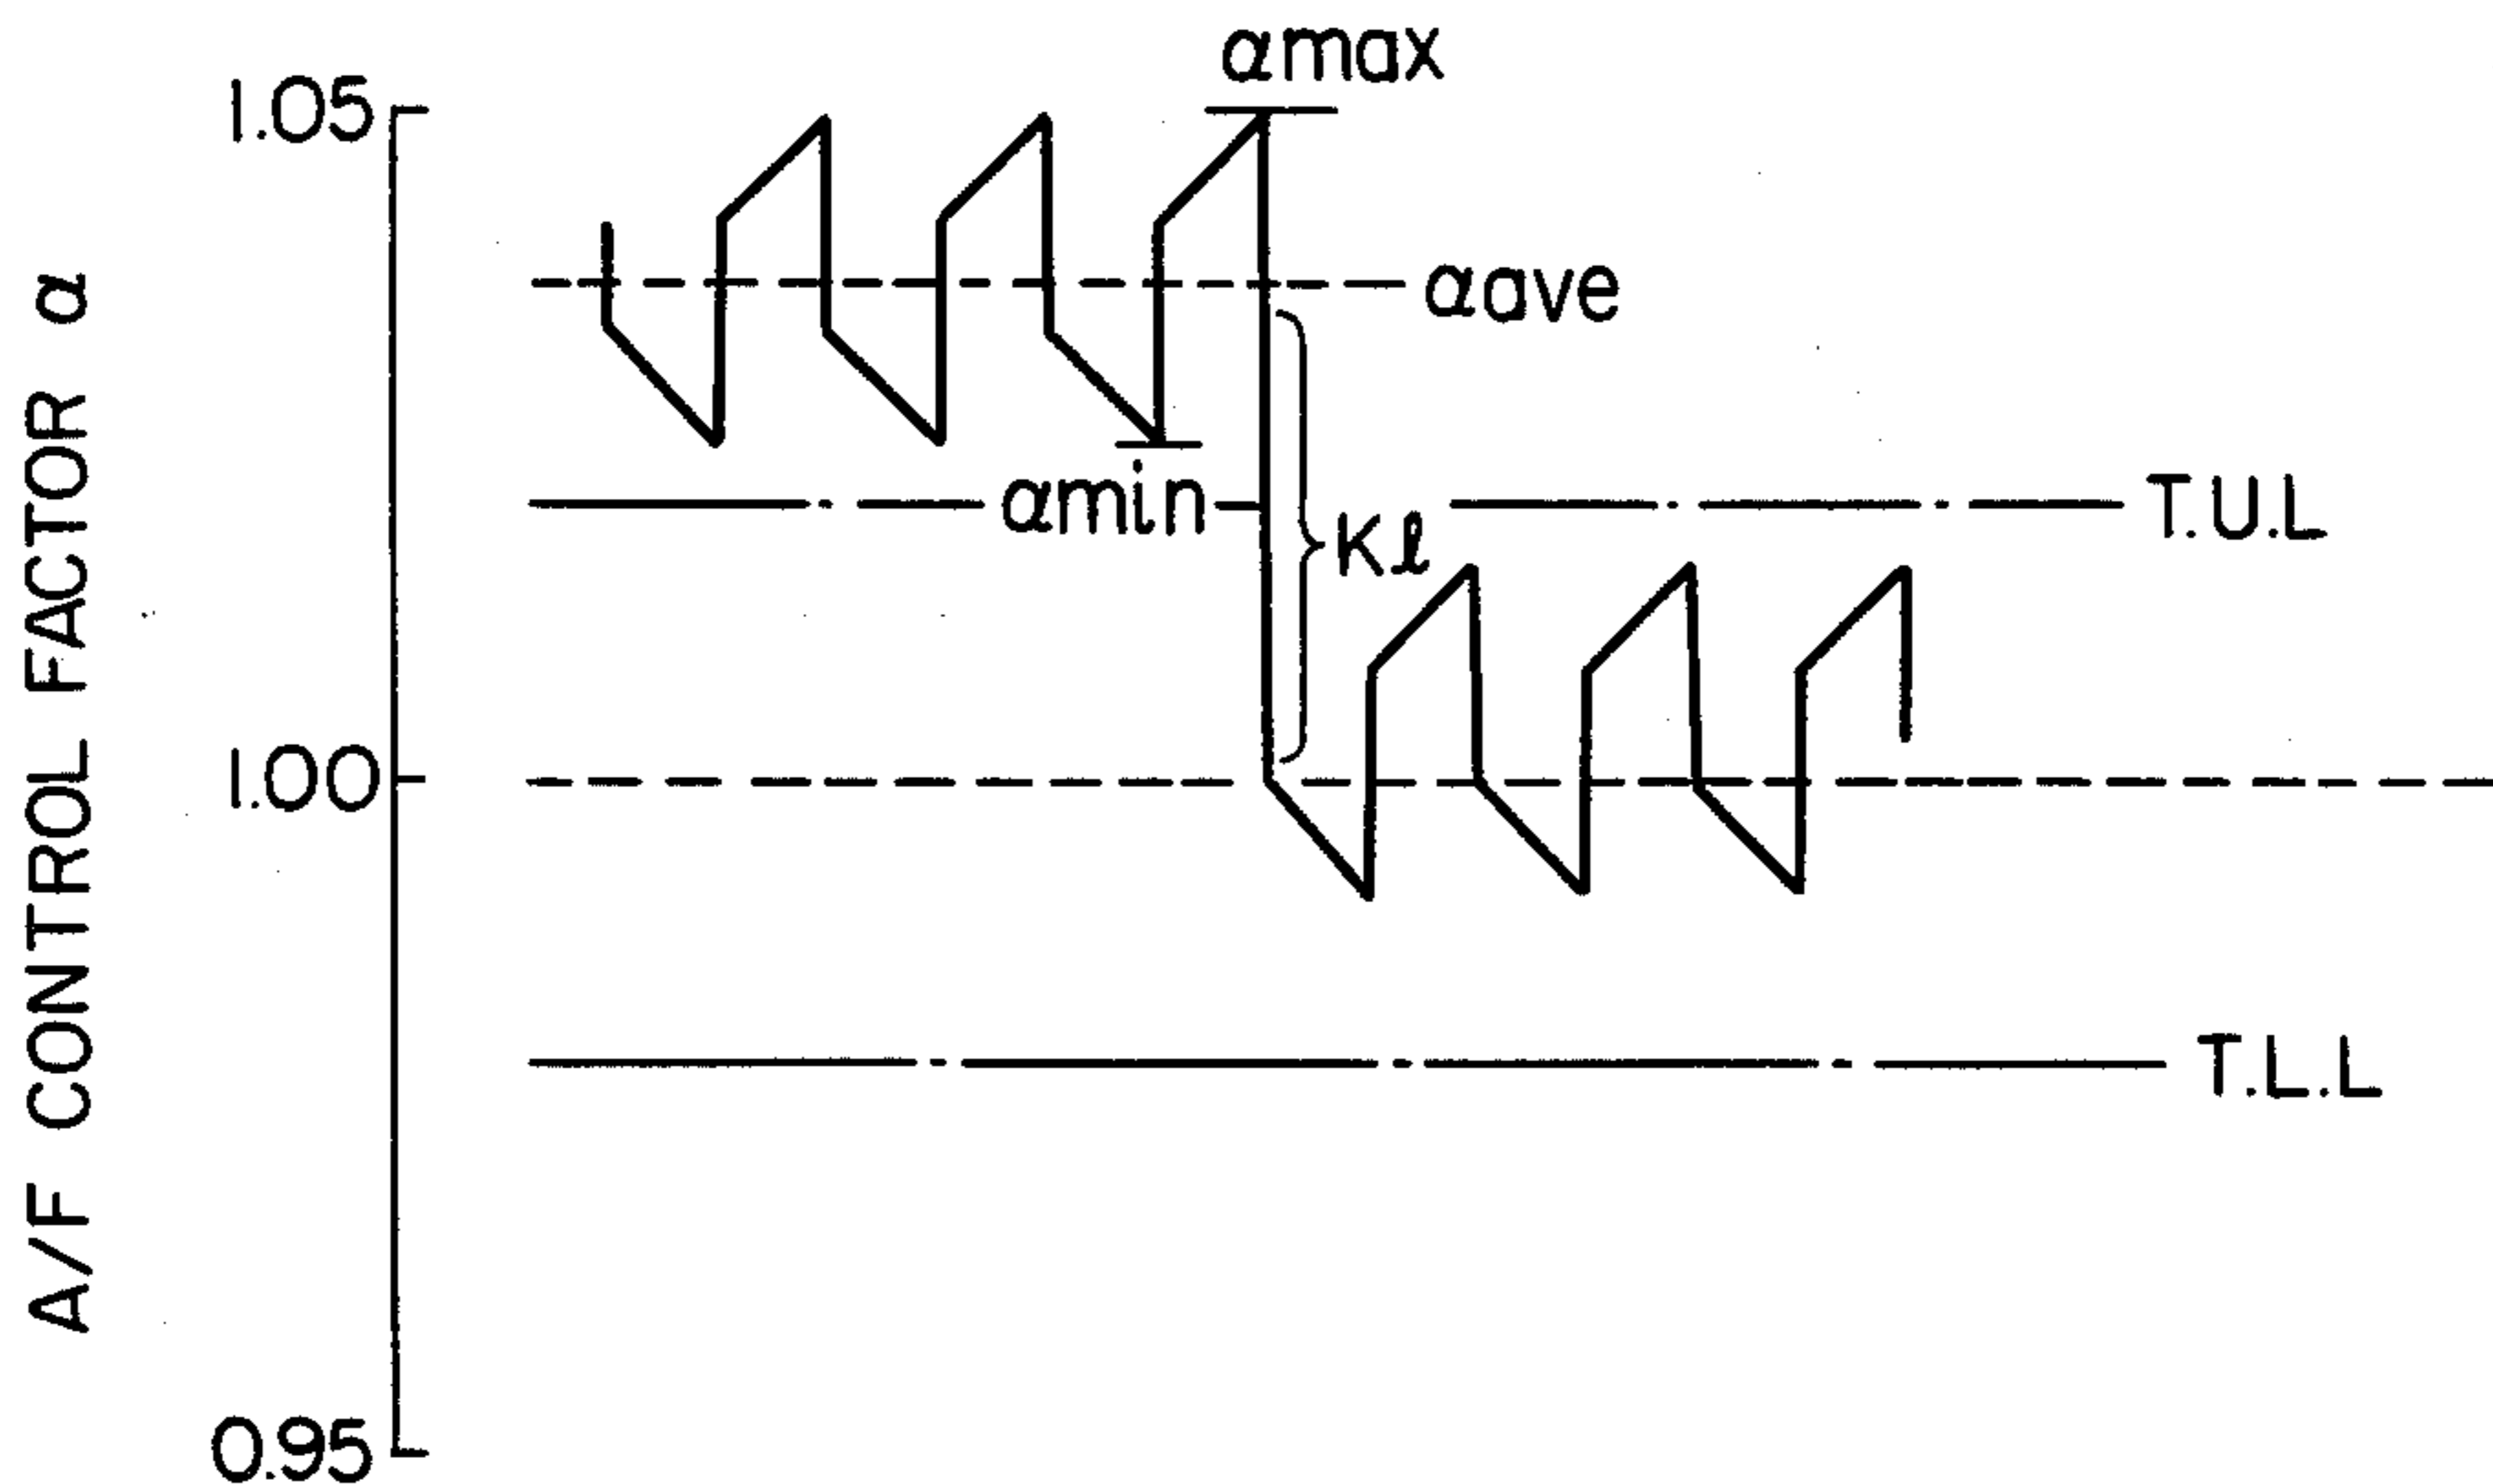 αmax
1.05
αave
αmin
T.U.L
Kℓ
1.00
T.L.L
0.95
A/F CONTROL FACTOR α